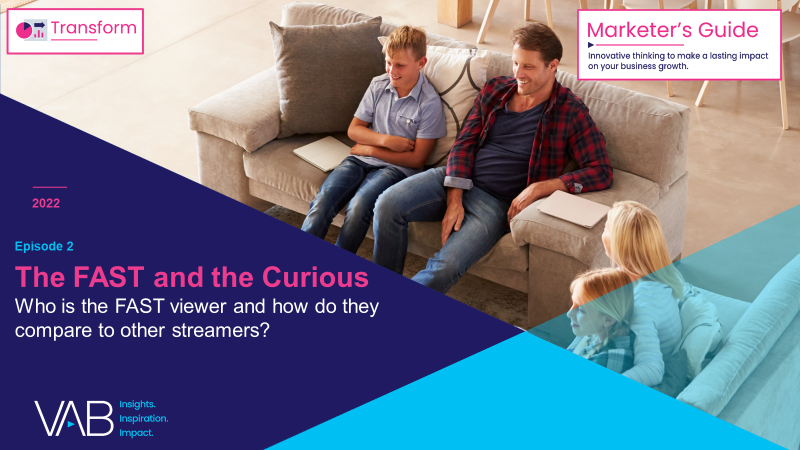 Transform
Marketer's Guide
Innovative thinking to make a lasting impact
on your business growth.
2022
Episode 2
The FAST and the Curious
Who is the FAST viewer and how do they
compare to other streamers?
VAB
Insights.
Inspiration.
Impact.